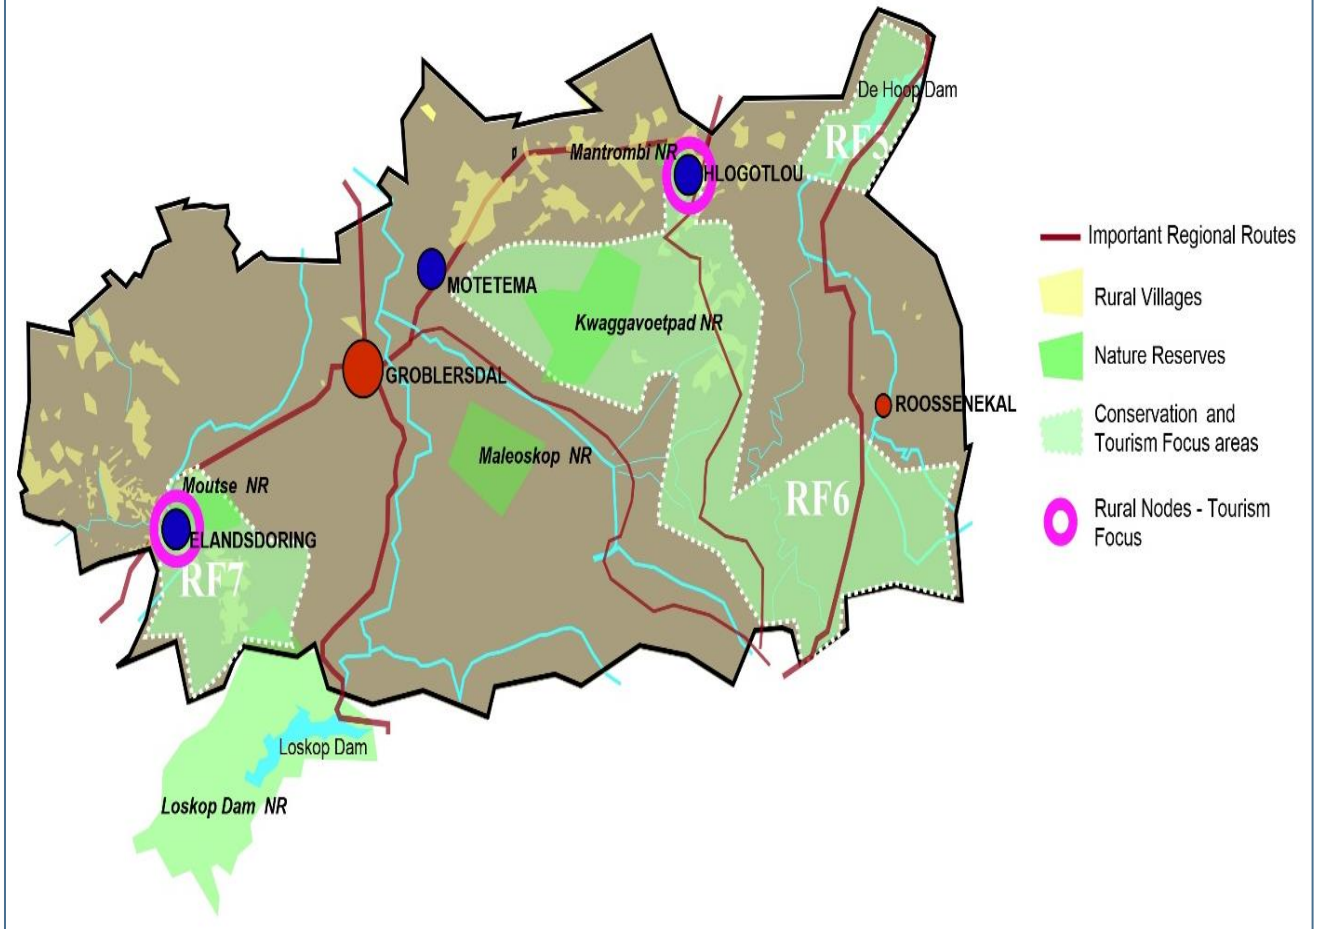 De Hoop Dam
RF5
Mantrombi NR
HLOGOTLOU
MOTETEMA
Kwaggavoetpad NR
GROBLERSDAL
ROOSSENEKAL
Maleoskop NR
Moutse NR
RF6
ELANDSDORING
RF7
Loskop Dam
Loskop Dam NR
Important Regional Routes
Rural Villages
Nature Reserves
Conservation and
Tourism Focus areas
Rural Nodes - Tourism
Focus